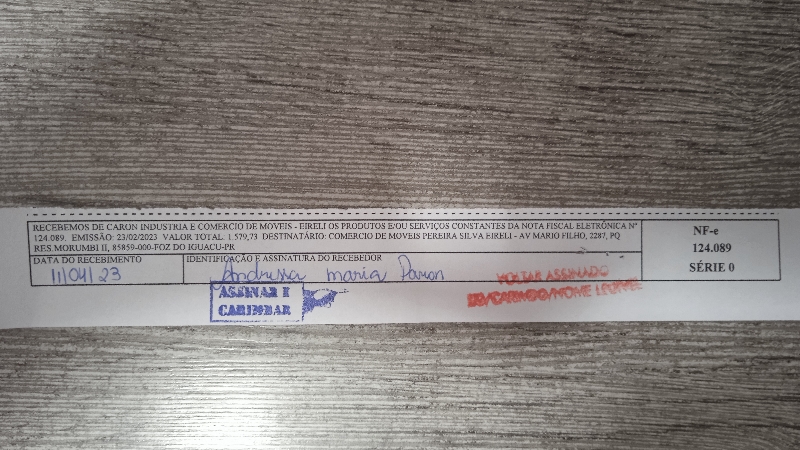 RECEBEMOS DE CARON INDUSTRIA E COMERCIO DE MOVEIS - EIRELI OS PRODUTOS E/OU SERVIÇOS CONSTANTES DA NOTA FISCAL ELETRÔNICA Nº
124.089. EMISSÃO: 23/02/2023 VALOR TOTAL: 1.579,73 DESTINATÁRIO: COMERCIO DE MOVEIS PEREIRA SILVA EIRELI - AV MARIO FILHO, 2287, PQ
RES MORUMBI II, 85859-000-FOZ DO IGUACU-PR
DATA DO RECEBIMENTO
11/04/23
IDENTIFICAÇÃO E ASSINATURA DO RECEBEDOR
Andressa maria
ASSINAR E
CARIMBAR
VOLTAR ASSINADO
NF-e
124.089
SÉRIE 0